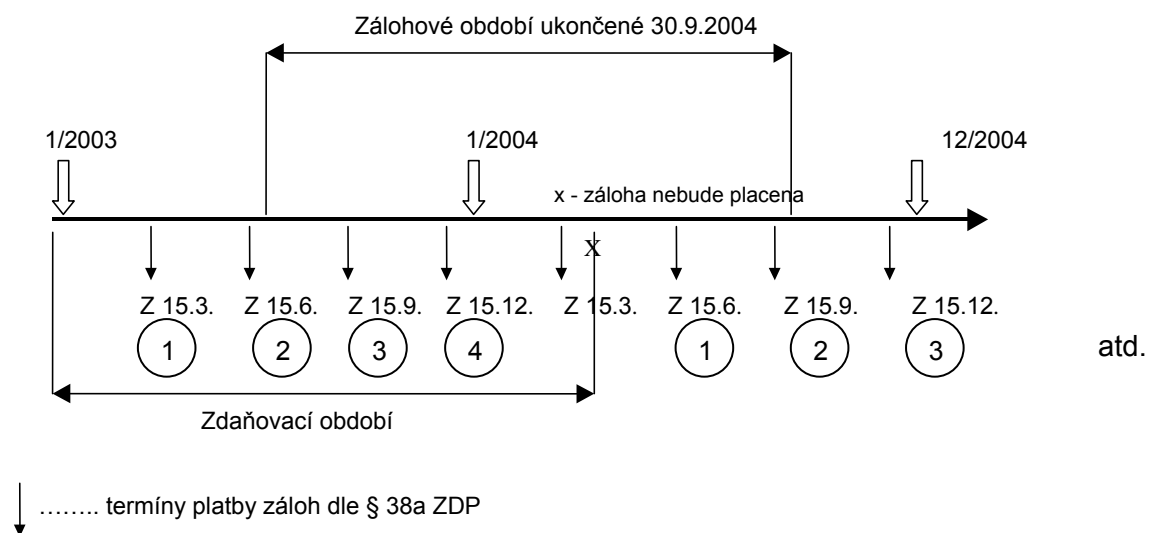 Zálohové období ukončené 30.9.2004
1/2003 1/2004 12/2004
x - záloha nebude placena
X
Z 15.3. Z 15.6. Z 15.9. Z 15.12. Z 15.3. Z 15.6. Z 15.9. Z 15.12.
1 2 3 4 1 2 3 atd.
Zdaňovací období
…….. termíny platby záloh dle § 38a ZDP